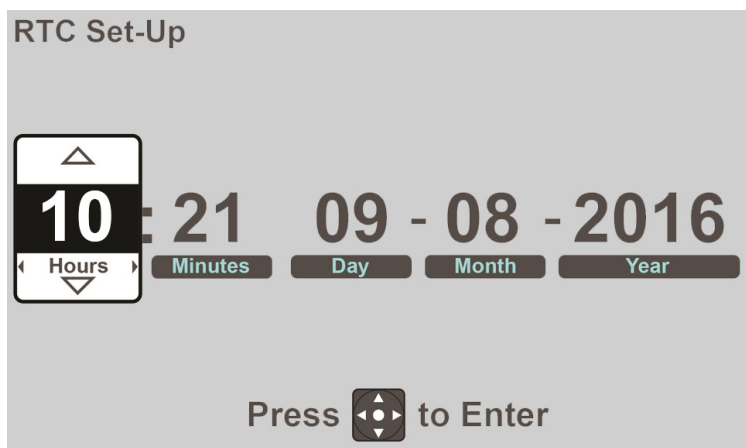 RTC Set-Up
10 : 21 09 - 08 - 2016
Hours Minutes Day Month Year
Press to Enter